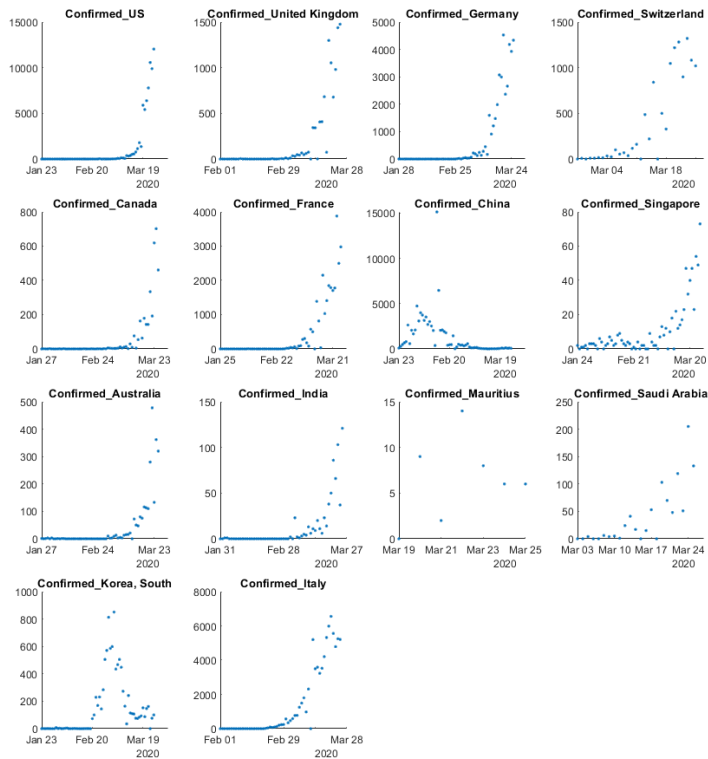 Confirmed_US
15000
10000
5000
0
Jan 23 Feb 20 Mar 19
2020
Confirmed_United Kingdom
1500
1000
500
0
Feb 01 Feb 29 Mar 28
2020
Confirmed_Germany
5000
4000
3000
2000
1000
0
Jan 28 Feb 25 Mar 24
2020
Confirmed_Switzerland
1500
1000
500
0
Mar 04 Mar 18
2020
Confirmed_Canada
800
600
400
200
0
Jan 27 Feb 24 Mar 23
2020
Confirmed_France
4000
3000
2000
1000
0
Jan 25 Feb 22 Mar 21
2020
Confirmed_China
15000
10000
5000
0
Jan 23 Feb 20 Mar 19
2020
Confirmed_Singapore
80
60
40
20
0
Jan 24 Feb 21 Mar 20
2020
Confirmed_Australia
500
400
300
200
100
0
Jan 27 Feb 24 Mar 23
2020
Confirmed_India
150
100
50
0
Jan 31 Feb 28 Mar 27
2020
Confirmed_Mauritius
15
10
5
0
Mar 19 Mar 21 Mar 23 Mar 25
2020
Confirmed_Saudi Arabia
250
200
150
100
50
0
Mar 03 Mar 10 Mar 17 Mar 24
2020
Confirmed_Korea, South
1000
800
600
400
200
0
Jan 23 Feb 20 Mar 19
2020
Confirmed_Italy
8000
6000
4000
2000
0
Feb 01 Feb 29 Mar 28
2020